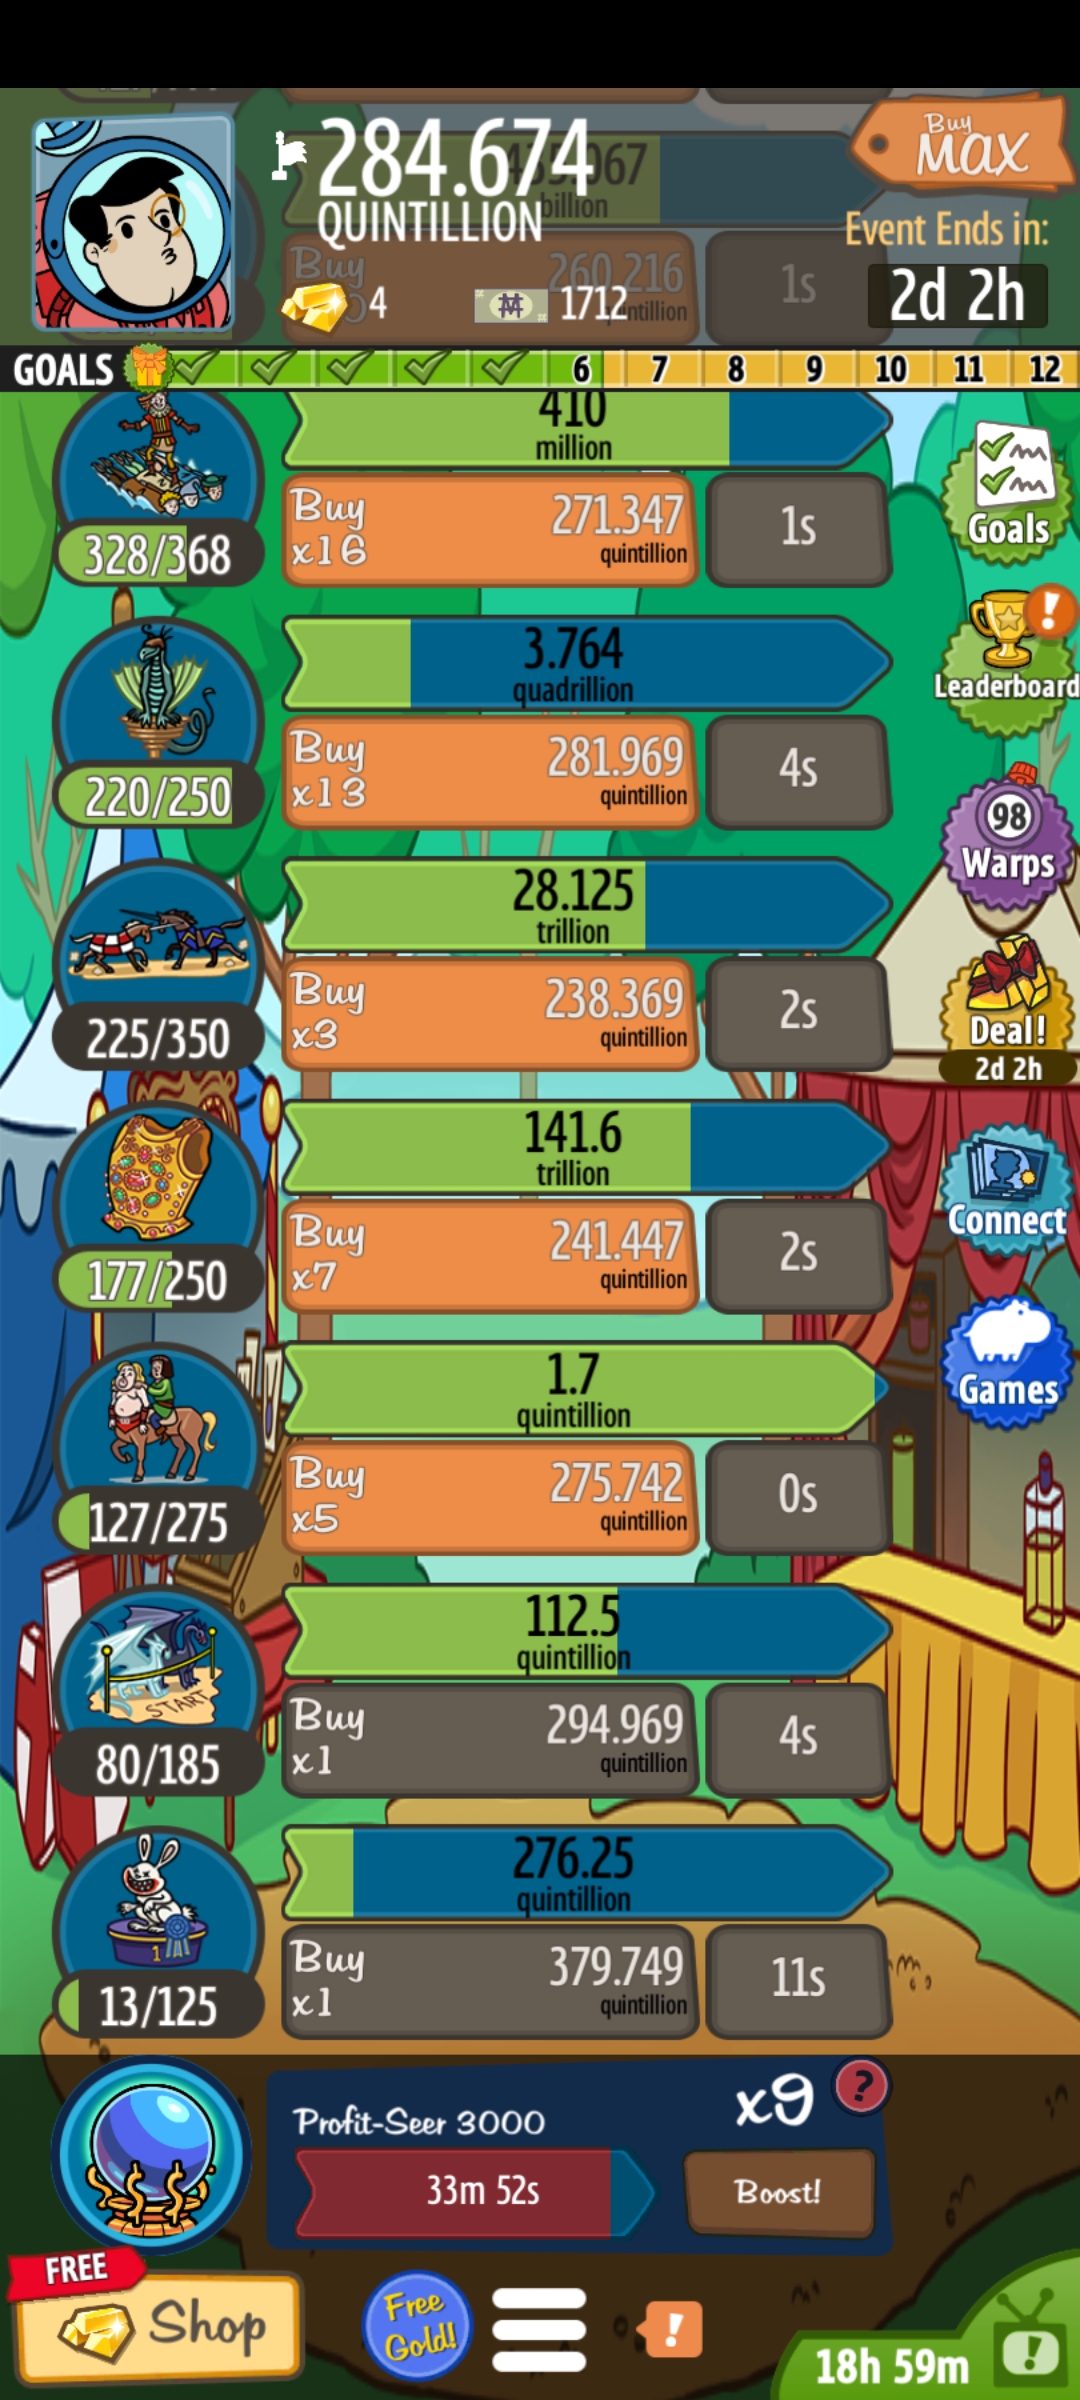 284.674
QUINTILLION
Buy
MAX
Event Ends in:
2d 2h
4
1712
billion
Buy
260.216
1s
GOALS
6 7 8 9 10 11 12
410
million
328/368
Buy
x16
271.347
quintillion
1s
Goals
3.764
quadrillion
220/250
Buy
x13
281.969
quintillion
4s
Leaderboard
98
Warps
28.125
trillion
225/350
Buy
x3
238.369
quintillion
2s
Deal!
2d 2h
141.6
trillion
177/250
Buy
x7
241.447
quintillion
2s
Connect
1.7
quintillion
127/275
Buy
x5
275.742
quintillion
0s
Games
112.5
quintillion
START
80/185
Buy
x1
294.969
quintillion
4s
276.25
quintillion
1
13/125
Buy
x1
379.749
quintillion
11s
Profit-Seer 3000
x9
?
33m 52s
Boost!
FREE
Shop
Free
Gold!
!
18h 59m
!